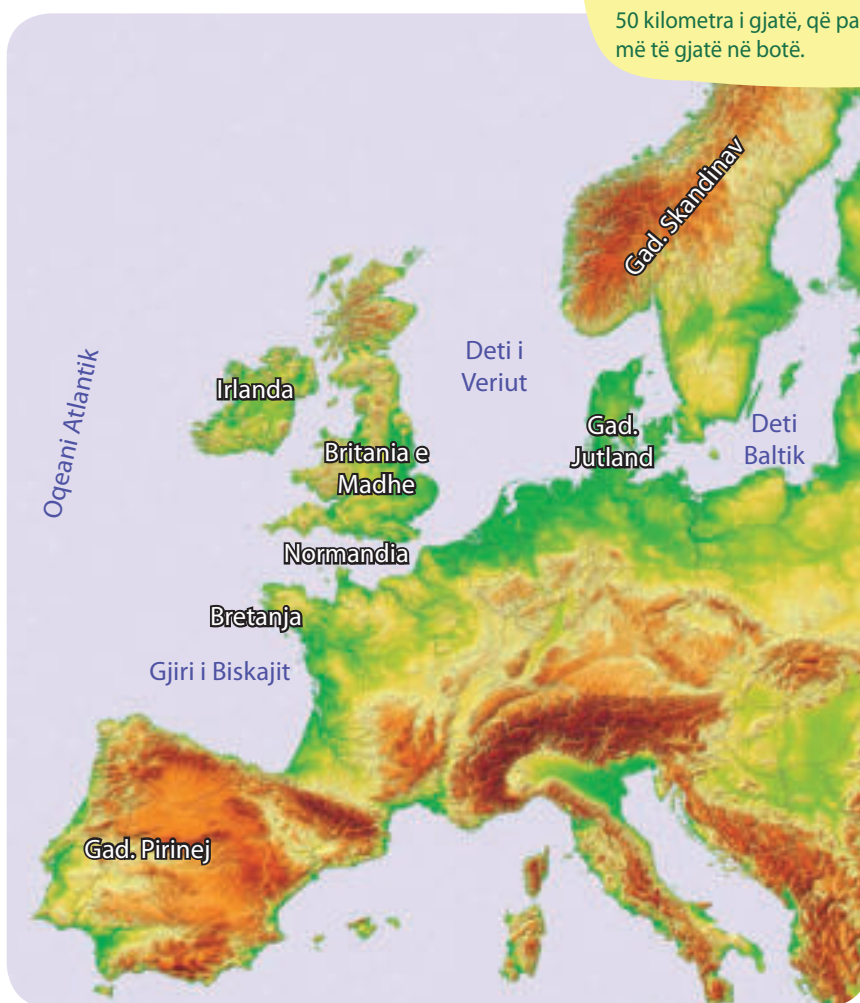 50 kilometra i gjatë, që pa
më të gjatë në botë.
Gad. Skandinav
Deti i
Veriut
Oqeani Atlantik
Irlanda
Gad.
Jutland
Deti
Baltik
Britania e
Madhe
Normandia
Bretanja
Gjiri i Biskajit
Gad. Pirinej